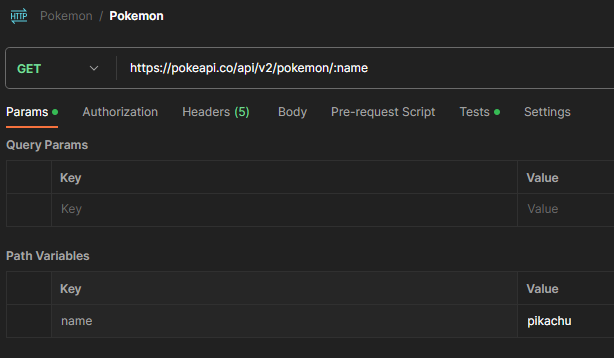 HTTP Pokemon / Pokemon
GET https://pokeapi.co/api/v2/pokemon/:name
Params Authorization Headers (5) Body Pre-request Script Tests Settings
Query Params
Key Value
Key Value
Path Variables
Key Value
name pikachu